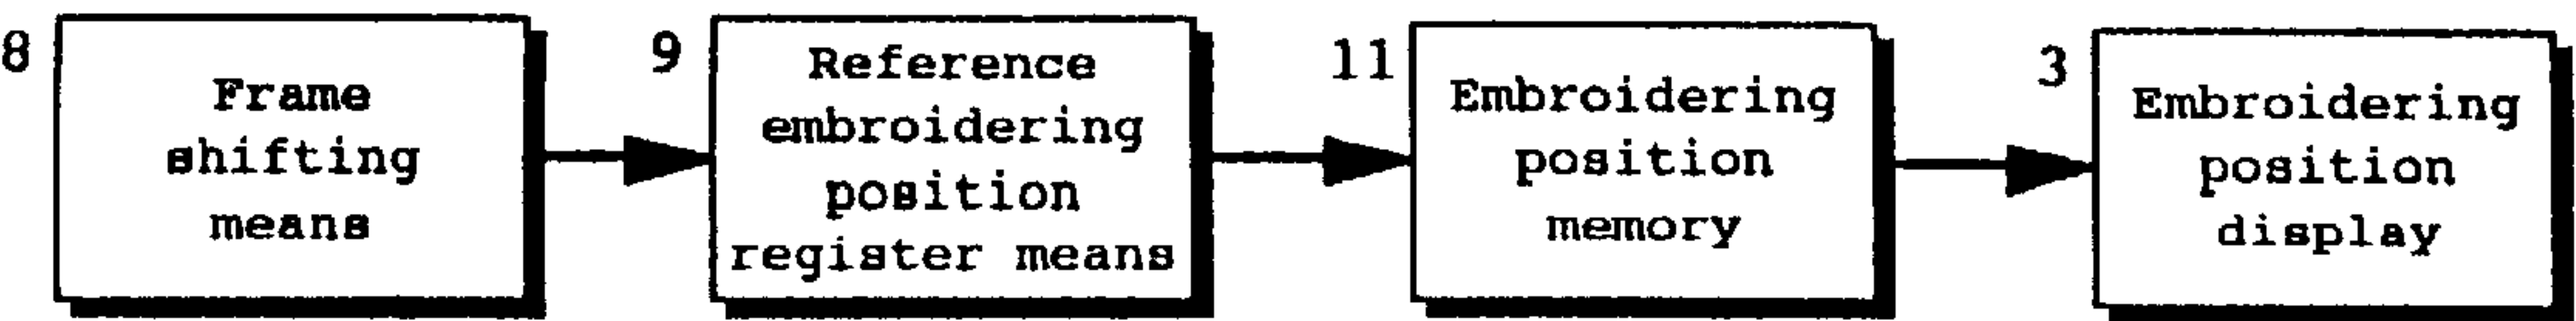 8
Frame
shifting
means
9
Reference
embroidering
position
register means
11
Embroidering
position
memory
3
Embroidering
position
display